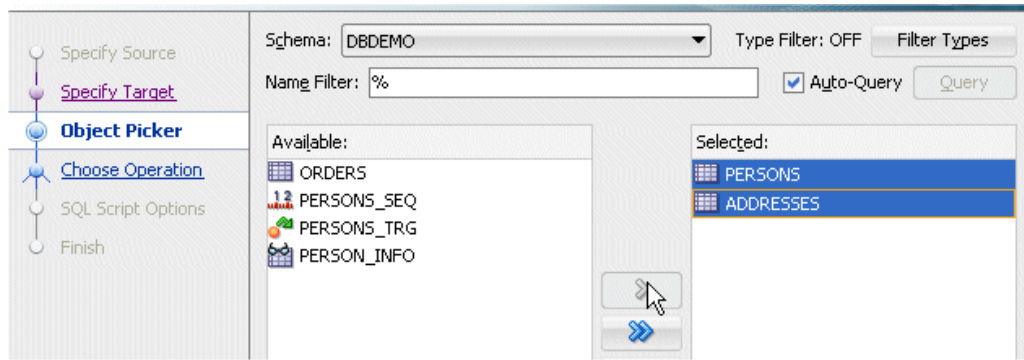 Specify Source
Specify Target
Object Picker
Choose Operation
SQL Script Options
Finish
Schema: DBDEMO Type Filter: OFF Filter Types
Name Filter: % Auto-Query Query
Available:
ORDERS
PERSONS_SEQ
PERSONS_TRG
PERSON_INFO
Selected:
PERSONS
ADDRESSES